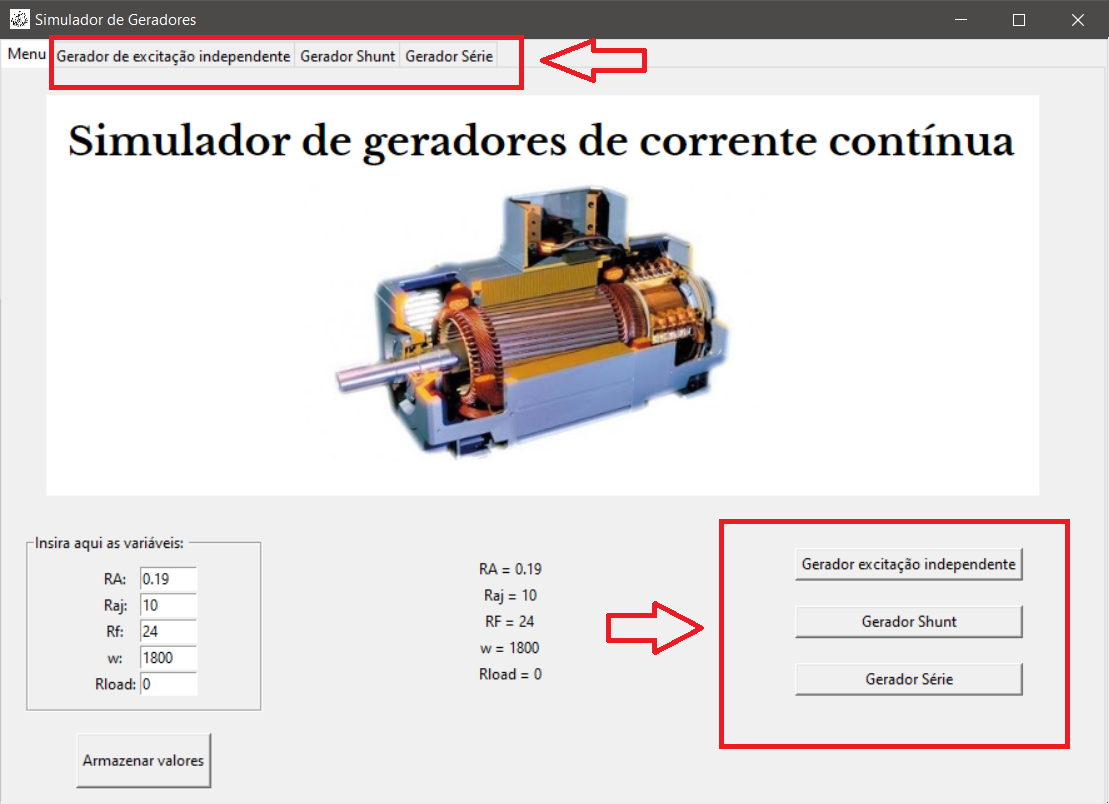 Simulador de Geradores
Menu Gerador de excitação independente Gerador Shunt Gerador Série
Simulador de geradores de corrente contínua
Insira aqui as variáveis:
RA: 0.19
Raj: 10
Rf: 24
w: 1800
Rload: 0
Armazenar valores
RA = 0.19
Raj = 10
RF = 24
w = 1800
Rload = 0
Gerador excitação independente
Gerador Shunt
Gerador Série